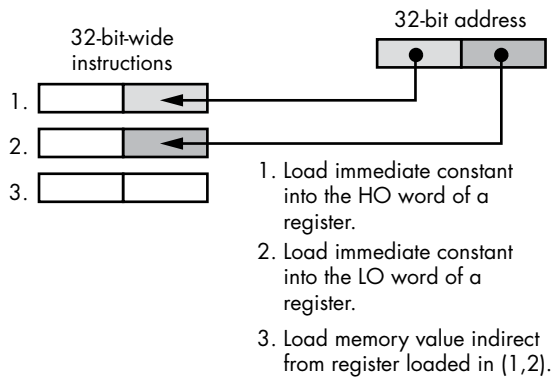 32-bit-wide
instructions
32-bit address
1.
2.
3.
1. Load immediate constant
into the HO word of a
register.
2. Load immediate constant
into the LO word of a
register.
3. Load memory value indirect
from register loaded in (1,2).